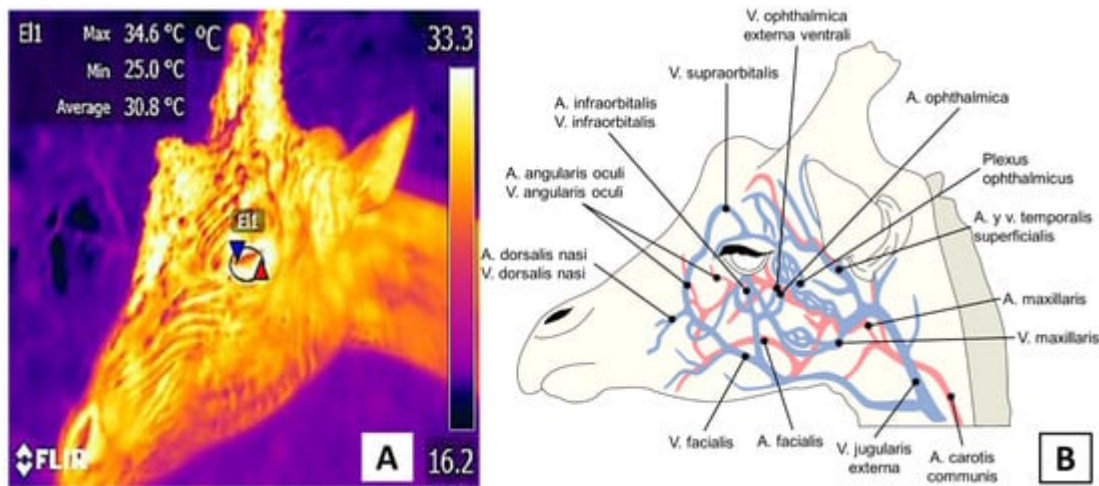 El1 Max 34.6 °C °C 33.3
Min 25.0 °C
Average 30.8 °C
El1
FLIR
A
16.2
V. ophthalmica
externa ventrali
V. supraorbitalis
A. infraorbitalis
V. infraorbitalis
A. ophthalmica
A. angularis oculi
V. angularis oculi
Plexus
ophthalmicus
A. dorsalis nasi
V. dorsalis nasi
A. y v. temporalis
superficialis
A. maxillaris
V. maxillaris
V. facialis
A. facialis
V. jugularis
externa
A. carotis
communis
B